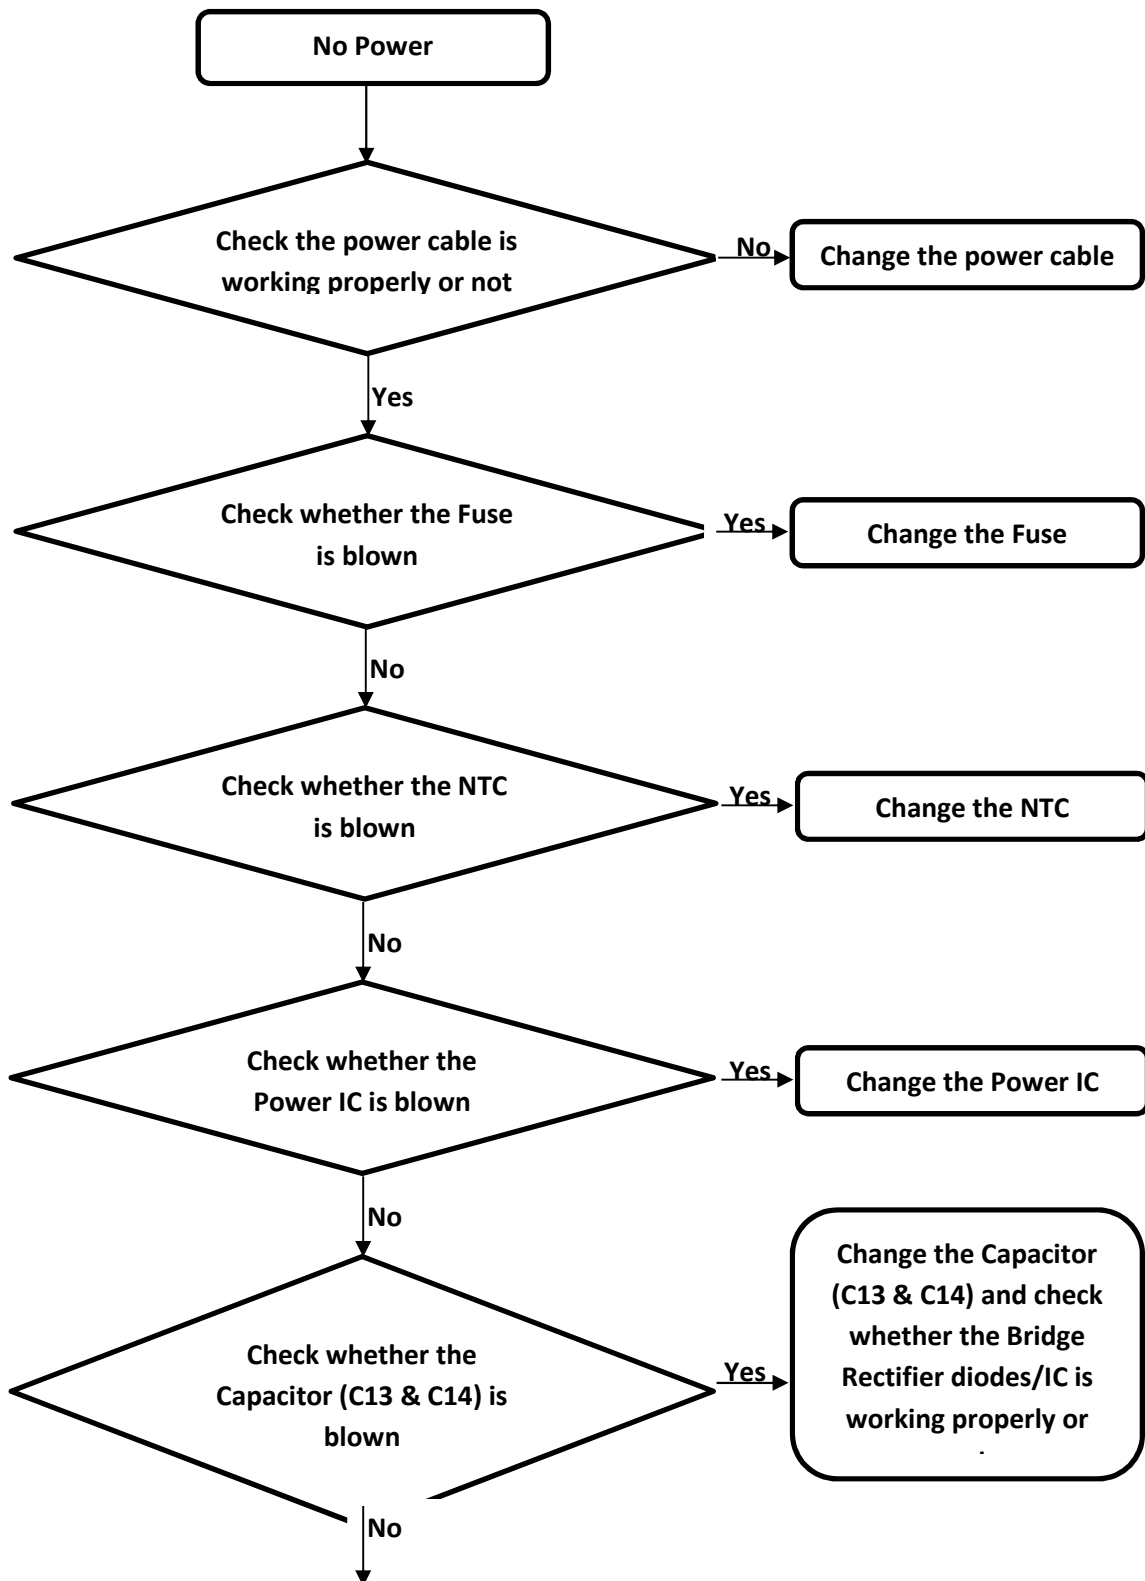 No Power
Check the power cable is
working properly or not
No
Change the power cable
Yes
Check whether the Fuse
is blown
Yes
Change the Fuse
No
Check whether the NTC
is blown
Yes
Change the NTC
No
Check whether the
Power IC is blown
Yes
Change the Power IC
No
Check whether the
Capacitor (C13 & C14) is
blown
Yes
Change the Capacitor
(C13 & C14) and check
whether the Bridge
Rectifier diodes/IC is
working properly or
No